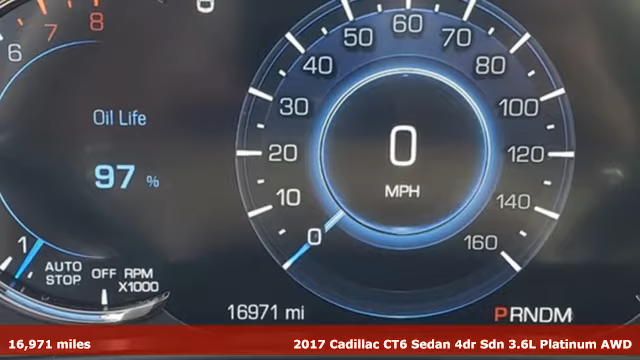 6
7
8
Oil Life
97 %
1
AUTO
STOP
OFF
RPM
X1000
0
10
20
30
40
50
60
70
80
100
120
140
160
0
MPH
16971 mi
PRNDM
16,971 miles
2017 Cadillac CT6 Sedan 4dr Sdn 3.6L Platinum AWD